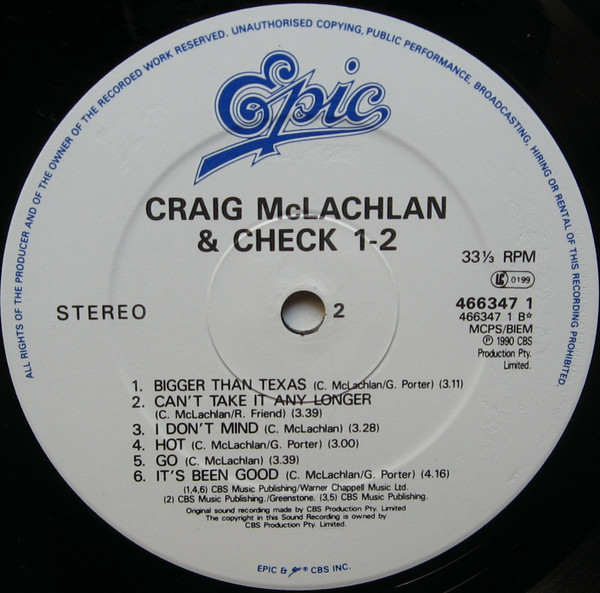 ALL RIGHTS OF THE PRODUCER AND OF THE OWNER OF THE RECORDED WORK RESERVED. UNAUTHORISED COPYING, PUBLIC PERFORMANCE, BROADCASTING, HIRING OR RENTAL OF THIS RECORDING PROHIBITED.
Epic
CRAIG McLACHLAN
& CHECK 1-2
33⅓ RPM
LC 0199
STEREO
2
466347 1
466347 1 B☆
MCPS/BIEM
℗ 1990 CBS
Production Pty.
Limited.
1. BIGGER THAN TEXAS (C. McLachlan/G. Porter) (3.11)
2. CAN'T TAKE IT ANY LONGER
(C. McLachlan/R. Friend) (3.39)
3. I DON'T MIND (C. McLachlan) (3.28)
4. HOT (C. McLachlan/G. Porter) (3.00)
5. GO (C. McLachlan) (3.39)
6. IT'S BEEN GOOD (C. McLachlan/G. Porter) (4.16)
(1,4,6) CBS Music Publishing/Warner Chappell Music Ltd.
(2) CBS Music Publishing./Greenstone. (3,5) CBS Music Publishing.
Original sound recording made by CBS Production Pty. Limited
The copyright in this Sound Recording is owned by
CBS Production Pty. Limited.
EPIC & ® CBS INC.